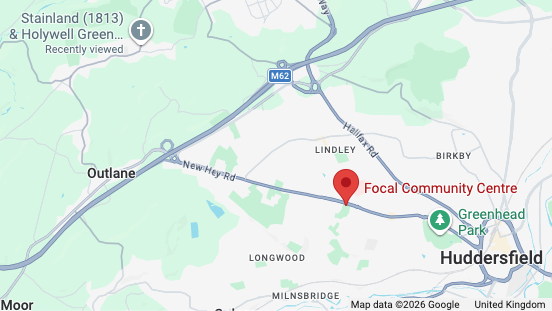 Stainland (1813)
& Holywell Green...
Recently viewed
M62
Halifax Rd
LINDLEY
BIRKBY
New Hey Rd
Outlane
Focal Community Centre
Greenhead
Park
Huddersfield
LONGWOOD
MILNSBRIDGE
Moor
Map data ©2026 Google United Kingdom